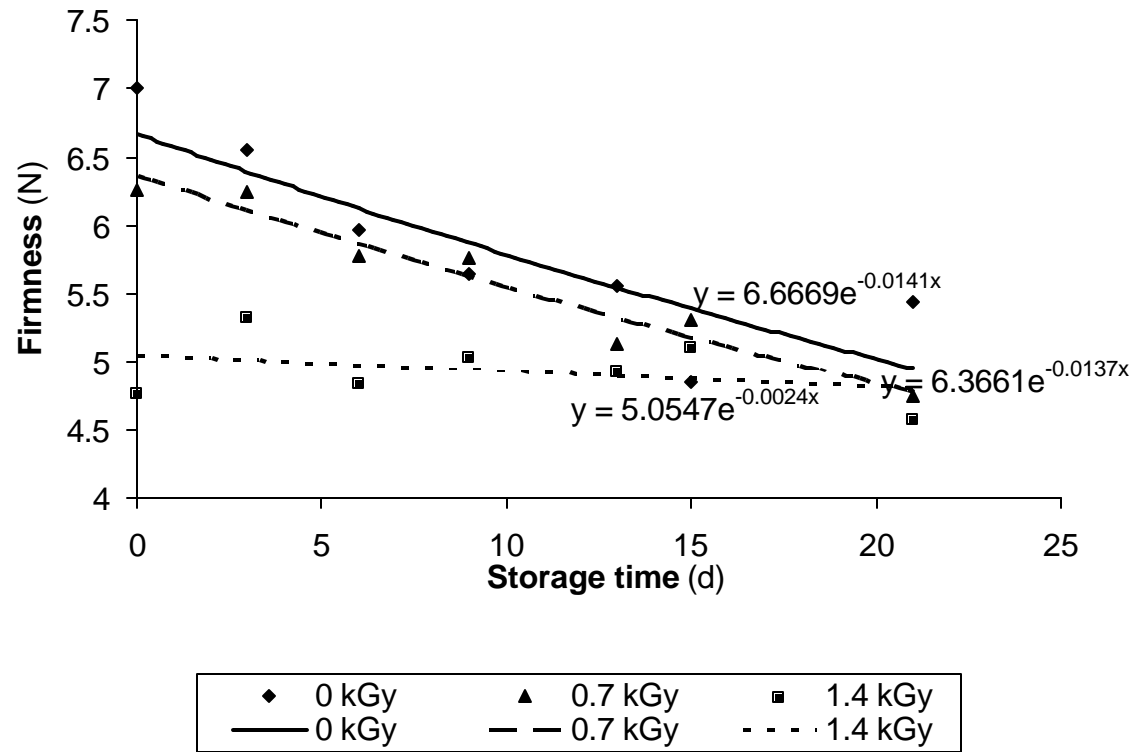 7.5
7
6.5
6
5.5
5
4.5
4
Firmness (N)
y = 6.6669e^-0.0141x
y = 6.3661e^-0.0137x
y = 5.0547e^-0.0024x
0 5 10 15 20 25
Storage time (d)
0 kGy 0.7 kGy 1.4 kGy
0 kGy 0.7 kGy 1.4 kGy